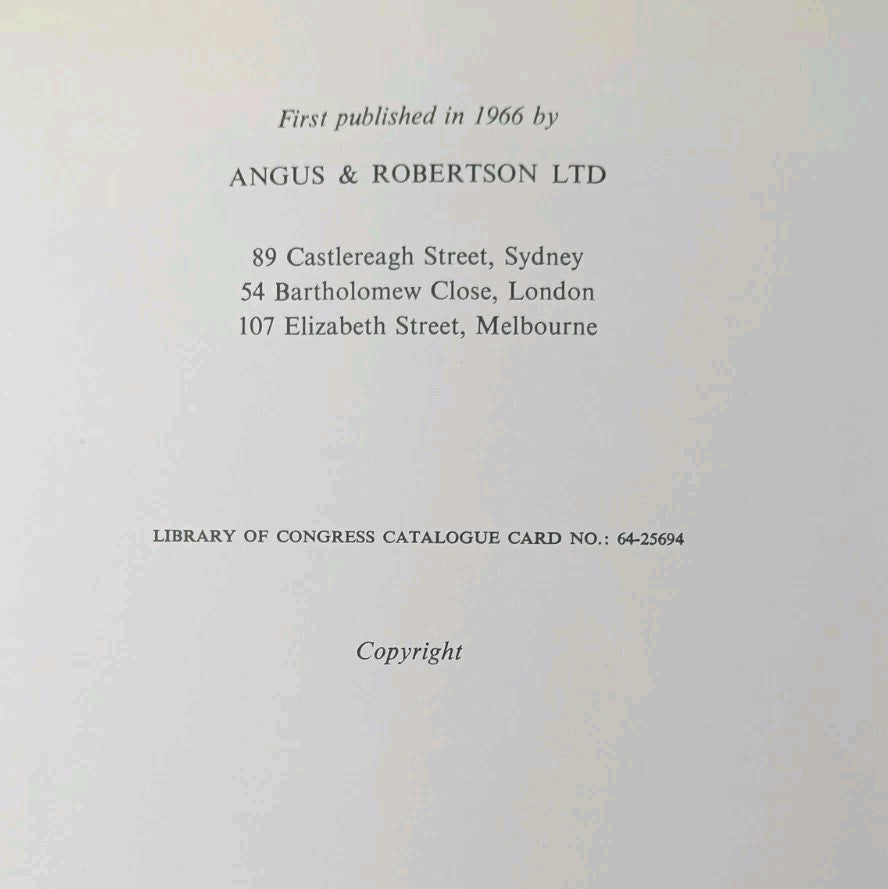 First published in 1966 by
ANGUS & ROBERTSON LTD
89 Castlereagh Street, Sydney
54 Bartholomew Close, London
107 Elizabeth Street, Melbourne
LIBRARY OF CONGRESS CATALOGUE CARD NO.: 64-25694
Copyright